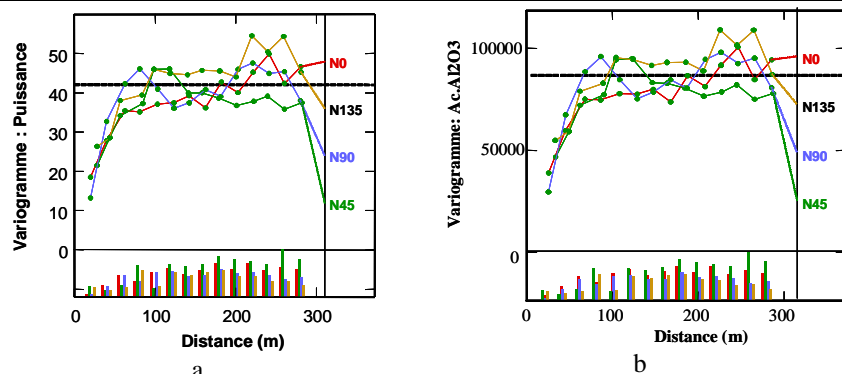 Variogramme : Puissance
50
40
30
20
10
0
0 100 200 300
Distance (m)
N0
N135
N90
N45
a
Variogramme: Ac.Al2O3
100000
50000
0
0 100 200 300
Distance (m)
N0
N135
N90
N45
b